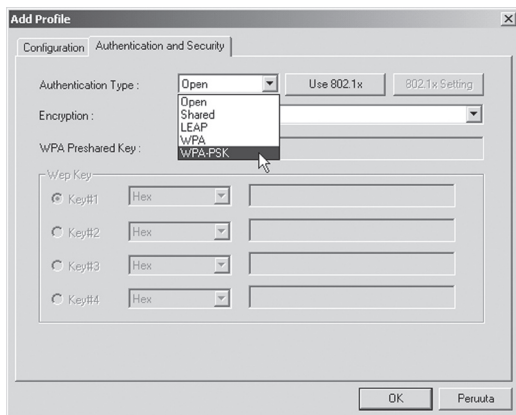 Add Profile
Configuration
Authentication and Security
Authentication Type :
Open
Use 802.1x
802.1x Setting
Open
Shared
LEAP
WPA
WPA-PSK
Encryption :
WPA Preshared Key :
Wep Key
Key#1
Hex
Key#2
Hex
Key#3
Hex
Key#4
Hex
OK
Peruuta